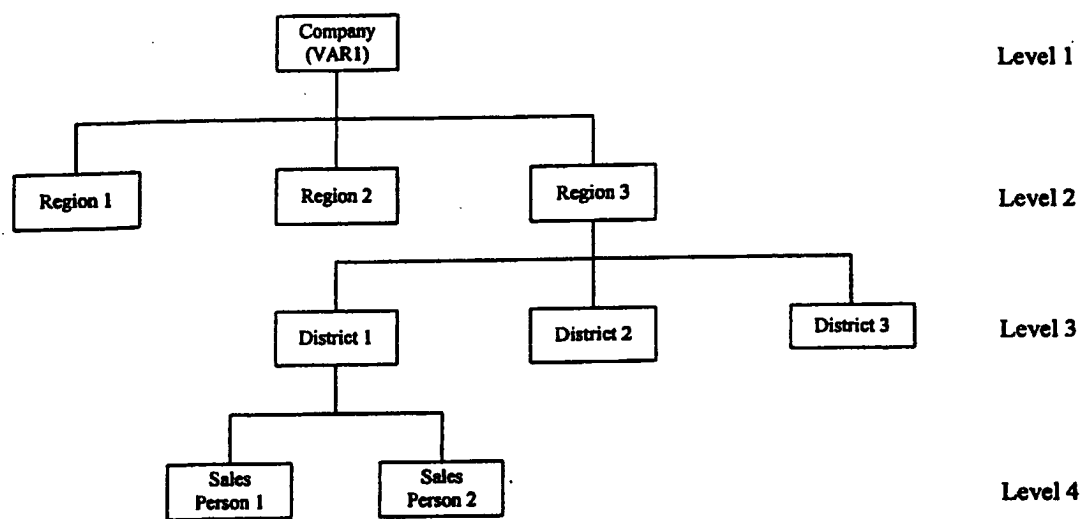 Company
(VAR1)
Level 1
Region 1
Region 2
Region 3
Level 2
District 1
District 2
District 3
Level 3
Sales
Person 1
Sales
Person 2
Level 4